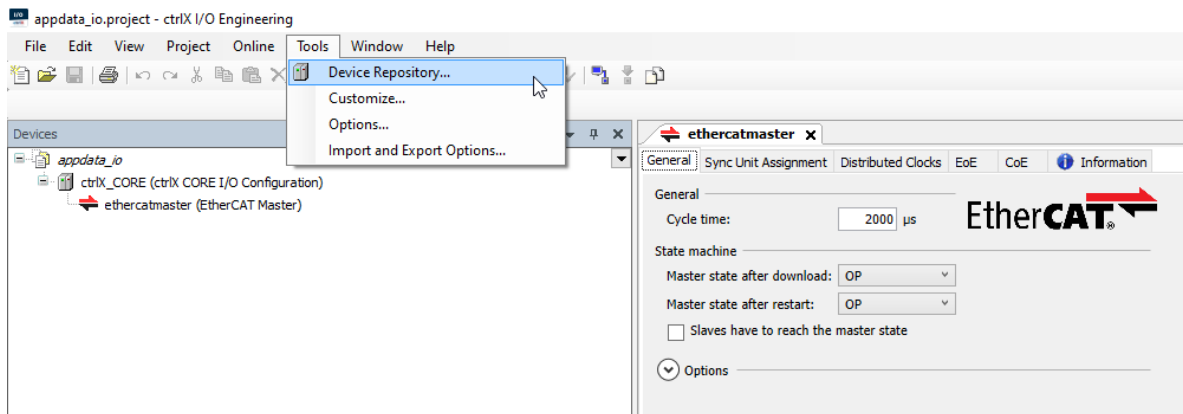 I/O appdata_io.project - ctrlX I/O Engineering
File Edit View Project Online Tools Window Help
Device Repository...
Customize...
Options...
Import and Export Options...
Devices
appdata_io
ctrlX_CORE (ctrlX CORE I/O Configuration)
ethercatmaster (EtherCAT Master)
ethercatmaster
General Sync Unit Assignment Distributed Clocks EoE CoE Information
General
Cycle time: 2000 µs
EtherCAT®
State machine
Master state after download: OP
Master state after restart: OP
Slaves have to reach the master state
Options